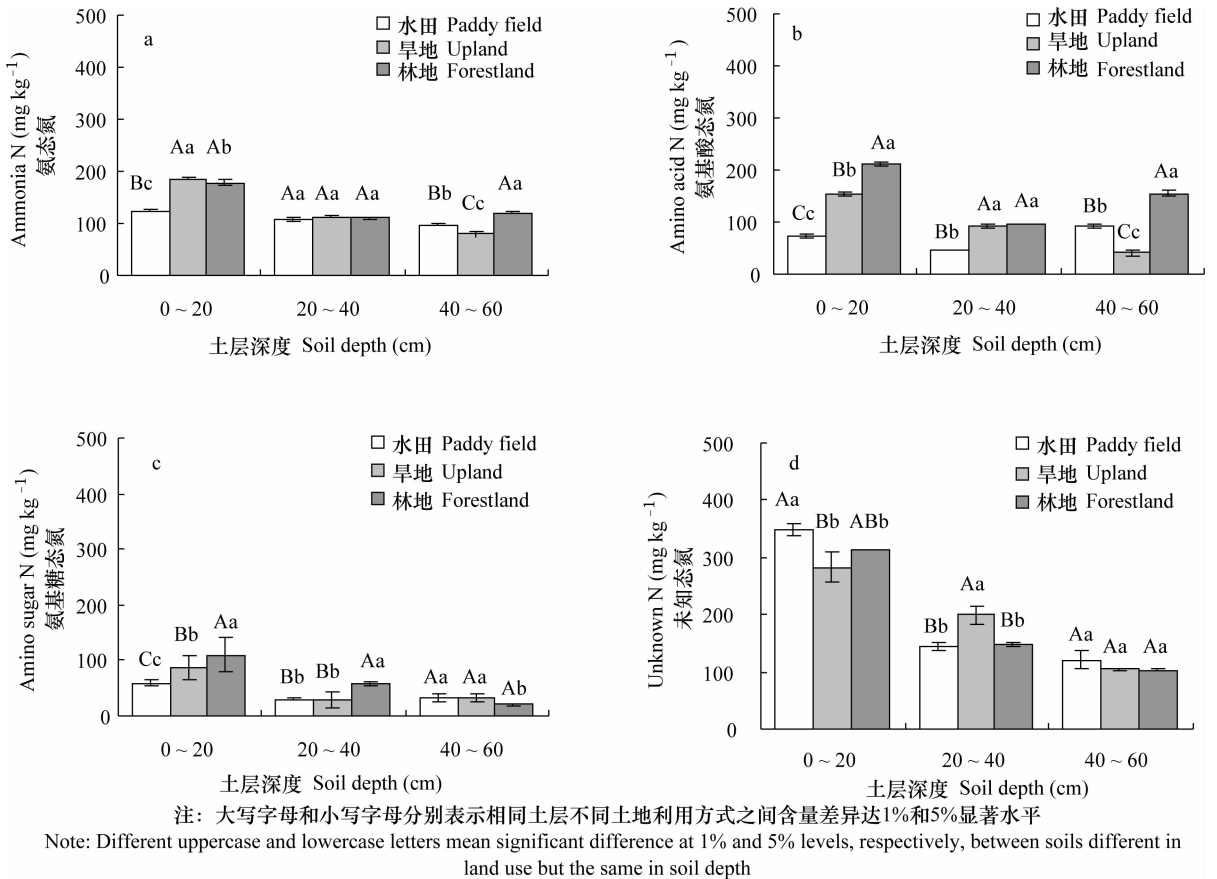 a
500
400
300
200
100
0
Ammonia N (mg kg⁻¹)
氨态氮
水田 Paddy field
旱地 Upland
林地 Forestland
Bc Aa Ab
Aa Aa Aa
Bb Cc Aa
0 ~ 20 20 ~ 40 40 ~ 60
土层深度 Soil depth (cm)
b
500
400
300
200
100
0
Amino acid N (mg kg⁻¹)
氨基酸态氮
水田 Paddy field
旱地 Upland
林地 Forestland
Cc Bb Aa
Bb Aa Aa
Bb Cc Aa
0 ~ 20 20 ~ 40 40 ~ 60
土层深度 Soil depth (cm)
c
500
400
300
200
100
0
Amino sugar N (mg kg⁻¹)
氨基糖态氮
水田 Paddy field
旱地 Upland
林地 Forestland
Cc Bb Aa
Bb Bb Aa
Aa Aa Ab
0 ~ 20 20 ~ 40 40 ~ 60
土层深度 Soil depth (cm)
d
500
400
300
200
100
0
Unknown N (mg kg⁻¹)
未知态氮
水田 Paddy field
旱地 Upland
林地 Forestland
Aa Bb ABb
Bb Aa Bb
Aa Aa Aa
0 ~ 20 20 ~ 40 40 ~ 60
土层深度 Soil depth (cm)
注：大写字母和小写字母分别表示相同土层不同土地利用方式之间含量差异达1%和5%显著水平
Note: Different uppercase and lowercase letters mean significant difference at 1% and 5% levels, respectively, between soils different in
land use but the same in soil depth